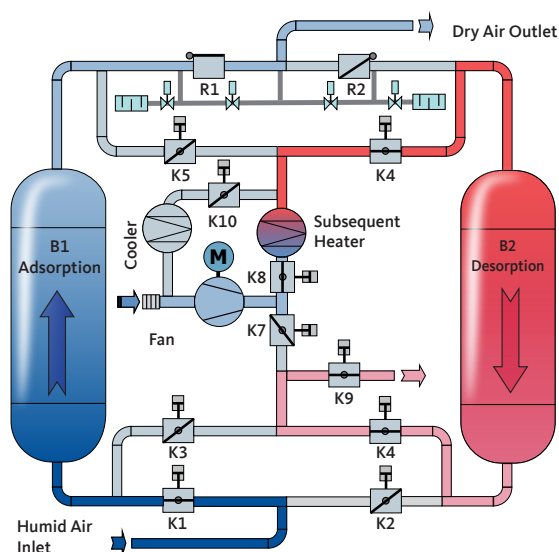 Dry Air Outlet
R1
R2
K5
K4
K10
Subsequent
Heater
Cooler
B1
Adsorption
B2
Desorption
M
K8
Fan
K7
K9
K3
K4
K1
K2
Humid Air
Inlet